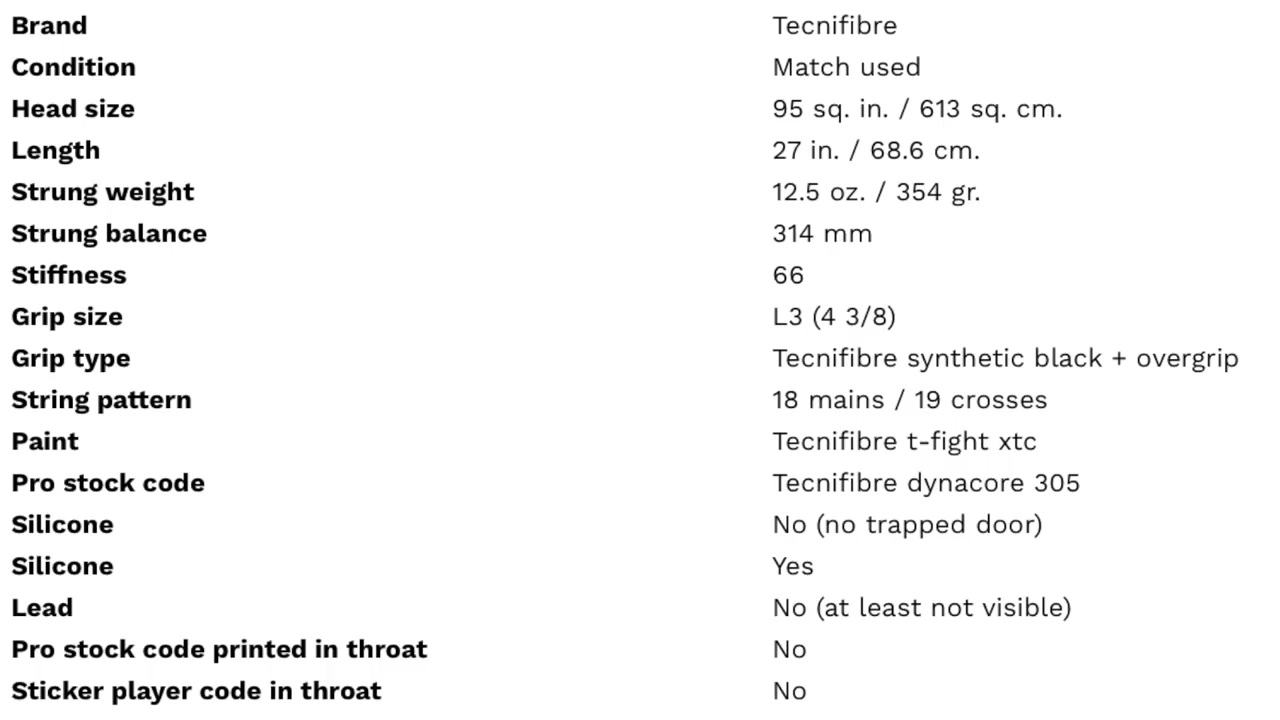 Brand Tecnifibre
Condition Match used
Head size 95 sq. in. / 613 sq. cm.
Length 27 in. / 68.6 cm.
Strung weight 12.5 oz. / 354 gr.
Strung balance 314 mm
Stiffness 66
Grip size L3 (4 3/8)
Grip type Tecnifibre synthetic black + overgrip
String pattern 18 mains / 19 crosses
Paint Tecnifibre t-fight xtc
Pro stock code Tecnifibre dynacore 305
Silicone No (no trapped door)
Silicone Yes
Lead No (at least not visible)
Pro stock code printed in throat No
Sticker player code in throat No